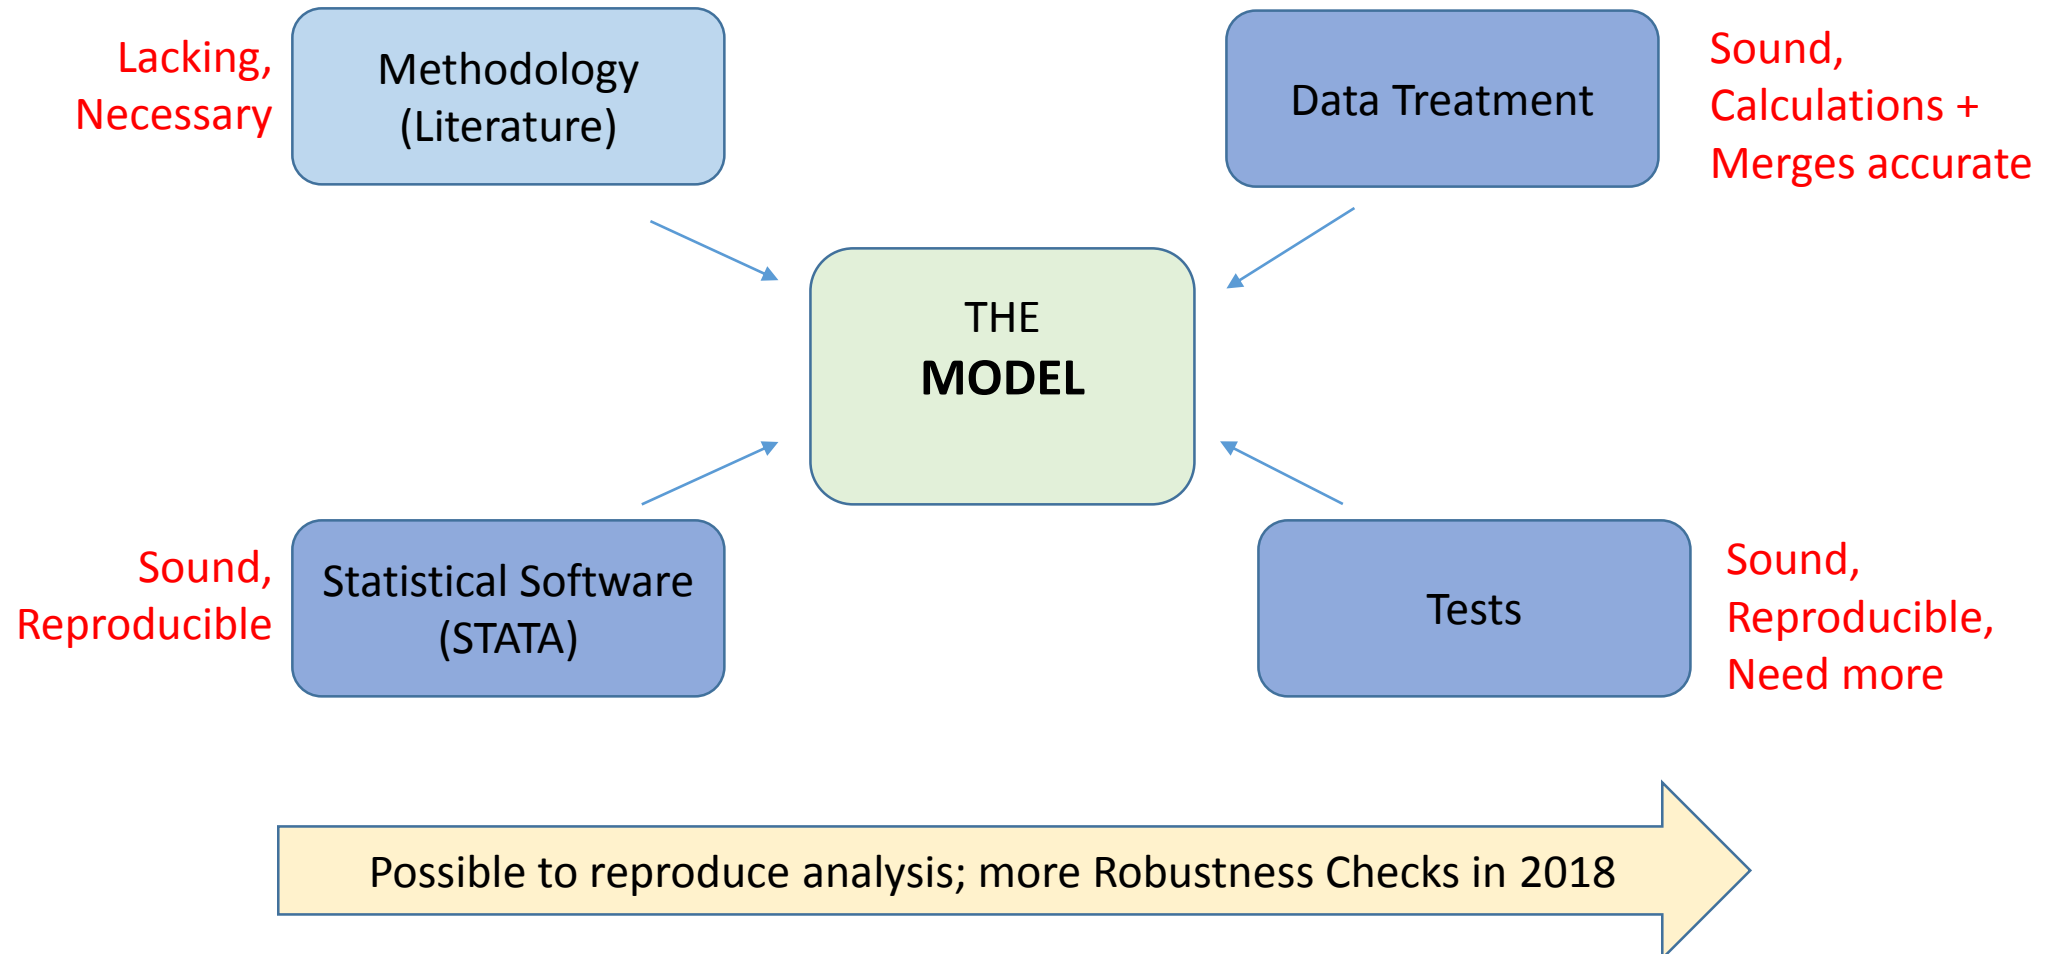 Lacking,
Necessary
Methodology
(Literature)
Data Treatment
Sound,
Calculations +
Merges accurate
THE
MODEL
Sound,
Reproducible
Statistical Software
(STATA)
Tests
Sound,
Reproducible,
Need more
Possible to reproduce analysis; more Robustness Checks in 2018